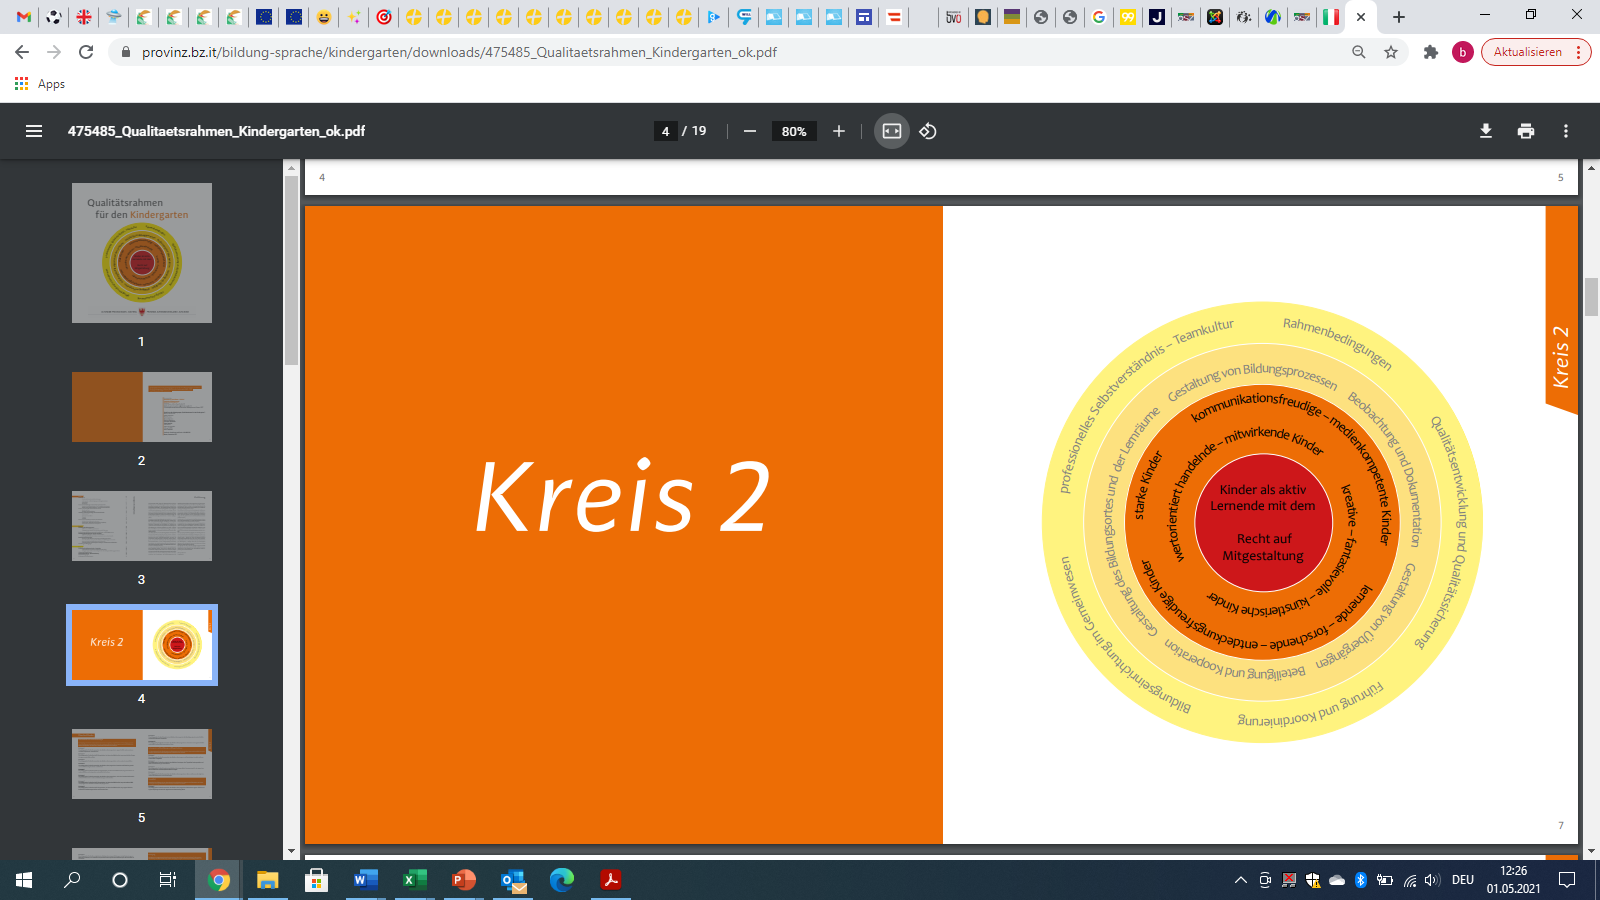 provinz.bz.it/bildung-sprache/kindergarten/downloads/475485_Qualitaetsrahmen_Kindergarten_ok.pdf
b
Aktualisieren
Apps
475485_Qualitaetsrahmen_Kindergarten_ok.pdf
4 / 19
80%
4
5
Qualitätsrahmen
für den Kindergarten
1
2
3
Kreis 2
4
5
Kreis 2
Kreis 2
professionelles Selbstverständnis – Teamkultur
Rahmenbedingungen
Qualitätsentwicklung und Qualitätssicherung
Führung und Koordinierung
Bildungseinrichtung im Gemeinwesen
Gestaltung von Bildungsprozessen
Beobachtung und Dokumentation
Gestaltung von Übergängen
Beteiligung und Kooperation
Gestaltung des Bildungsortes und der Lernräume
starke Kinder
kommunikationsfreudige – medienkompetente Kinder
lernende – forschende – entdeckungsfreudige Kinder
wertorientiert handelnde – mitwirkende Kinder
kreative – fantasievolle – künstlerische Kinder
Kinder als aktiv
Lernende mit dem
Recht auf
Mitgestaltung
7
DEU
12:26
01.05.2021